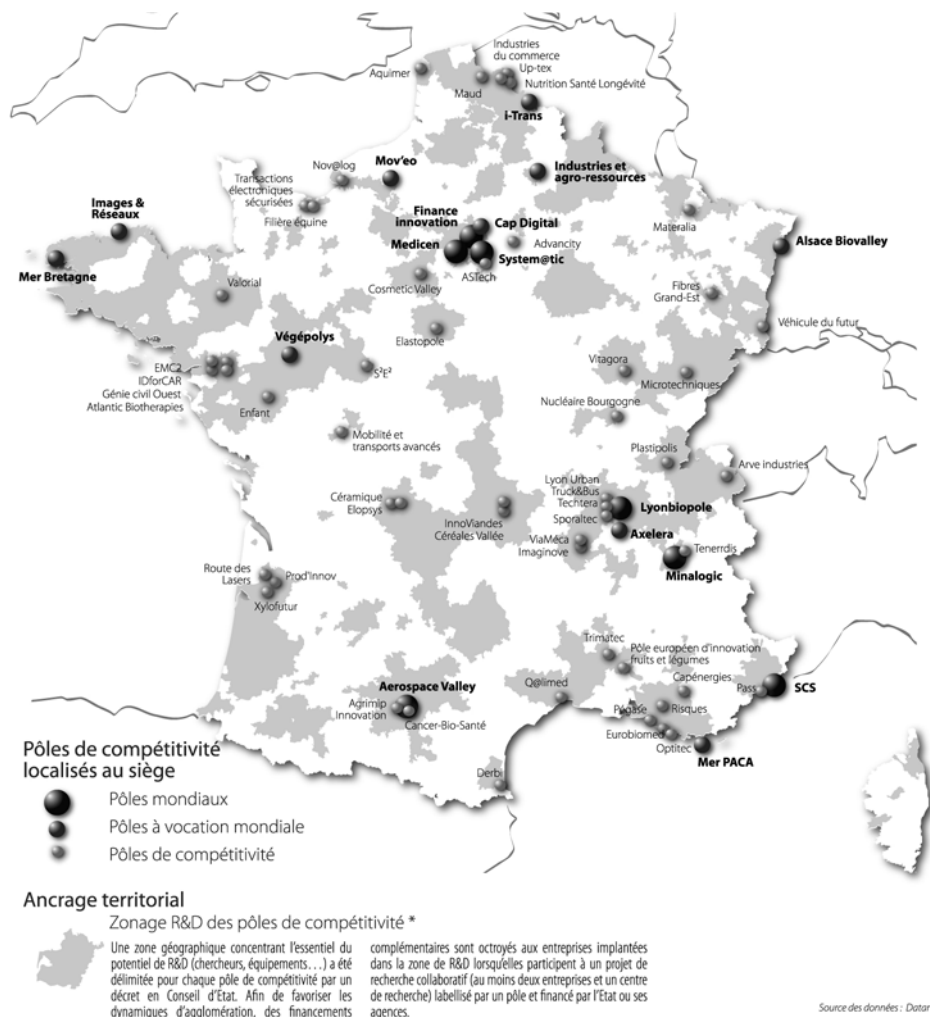 Industries
du commerce
Up-tex
Aquimer
Maud
Nutrition Santé Longévité
i-Trans
Nov@log
Mov'eo
Industries et
agro-ressources
Transactions
électroniques
sécurisées
Filière équine
Images &
Réseaux
Finance
innovation
Cap Digital
Materalia
Medicen
Advancity
Alsace Biovalley
System@tic
Mer Bretagne
ASTech
Valorial
Cosmetic Valley
Fibres
Grand-Est
Elastopole
Véhicule du futur
Végépolys
EMC2
IDforCAR
Génie civil Ouest
Atlantic Biotherapies
S²E²
Vitagora
Microtechniques
Enfant
Nucléaire Bourgogne
Mobilité et
transports avancés
Plastipolis
Arve industries
Céramique
Elopsys
Lyon Urban
Truck&Bus
Techtera
Lyonbiopole
Sporaltec
InnoViandes
Céréales Vallée
Axelera
ViaMéca
Imaginove
Tenerrdis
Minalogic
Route des
Lasers
Prod'Innov
Xylofutur
Trimatec
Pôle européen d'innovation
fruits et légumes
Aerospace Valley
Q@limed
Capénergies
Pass
SCS
Agrimip
Innovation
Cancer-Bio-Santé
Pégase
Risques
Eurobiomed
Optitec
Mer PACA
Derbi
Pôles de compétitivité
localisés au siège
Pôles mondiaux
Pôles à vocation mondiale
Pôles de compétitivité
Ancrage territorial
Zonage R&D des pôles de compétitivité *
Une zone géographique concentrant l'essentiel du
potentiel de R&D (chercheurs, équipements…) a été
délimitée pour chaque pôle de compétitivité par un
décret en Conseil d'Etat. Afin de favoriser les
dynamiques d'agglomération, des financements
complémentaires sont octroyés aux entreprises implantées
dans la zone de R&D lorsqu'elles participent à un projet de
recherche collaboratif (au moins deux entreprises et un centre
de recherche) labellisé par un pôle et financé par l'Etat ou ses
agences.
Source des données : Datar